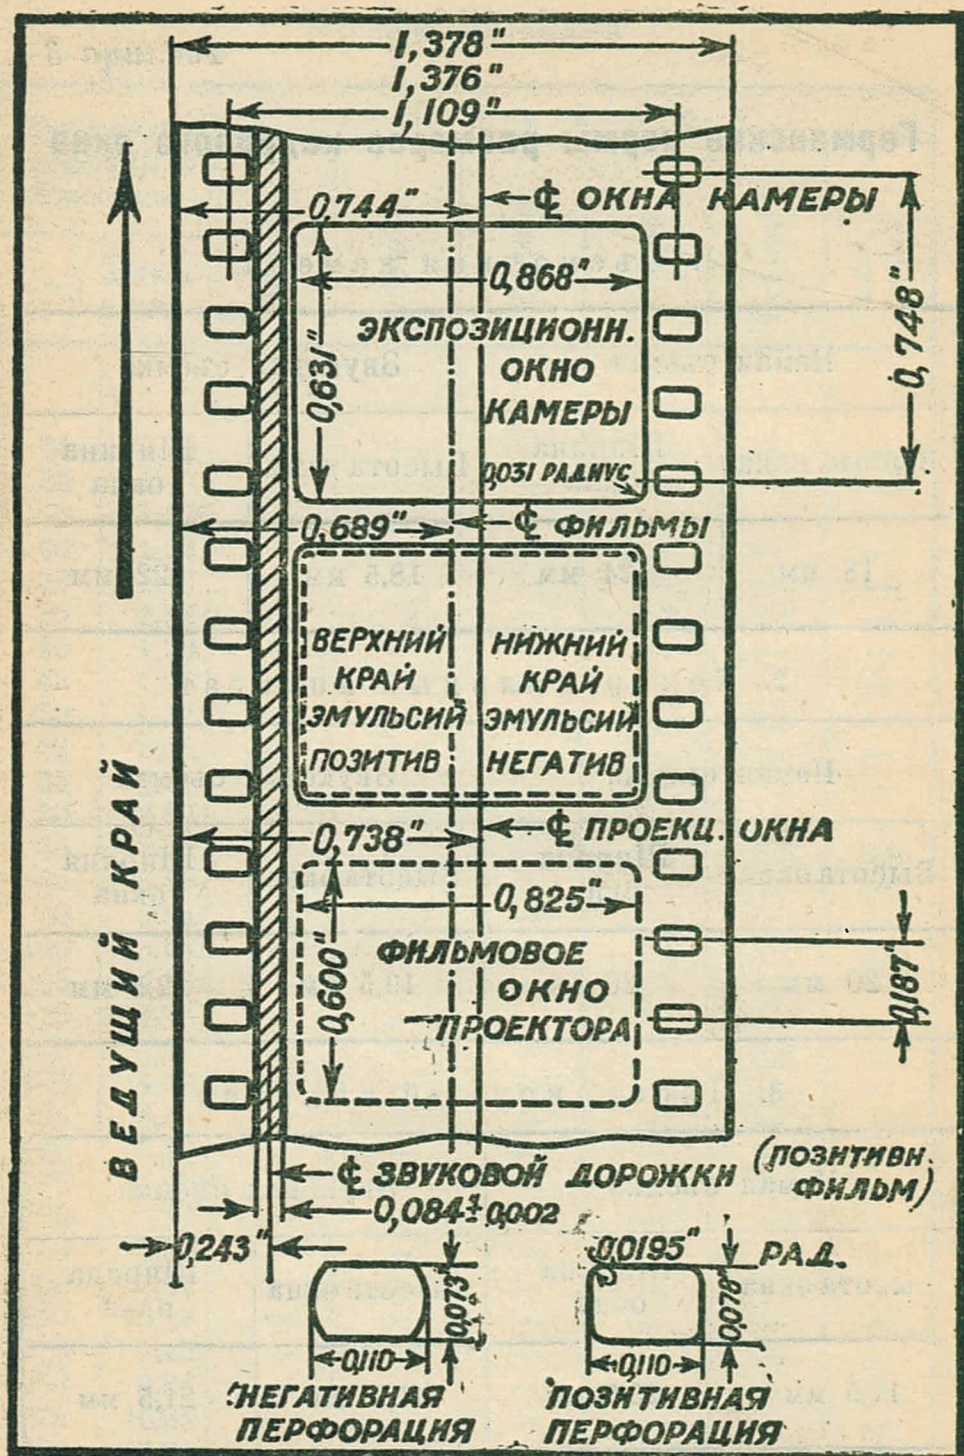 1,378"
1,376"
1,109"
0,744"
℄ ОКНА КАМЕРЫ
0,868"
0,748"
0,631"
ЭКСПОЗИЦИОНН.
ОКНО
КАМЕРЫ
0,031 РАДИУС
0,689"
℄ ФИЛЬМЫ
ВЕРХНИЙ
КРАЙ
ЭМУЛЬСИЙ
ПОЗИТИВ
НИЖНИЙ
КРАЙ
ЭМУЛЬСИЙ
НЕГАТИВ
ВЕДУЩИЙ КРАЙ
0,738"
℄ ПРОЕКЦ. ОКНА
0,825"
0,600"
ФИЛЬМОВОЕ
ОКНО
ПРОЕКТОРА
0,187"
℄ ЗВУКОВОЙ ДОРОЖКИ (ПОЗИТИВН.
ФИЛЬМ)
0,084±0,002
0,243"
0,073"
0,110
НЕГАТИВНАЯ
ПЕРФОРАЦИЯ
0,0195" РАД.
0,078"
0,110
ПОЗИТИВНАЯ
ПЕРФОРАЦИЯ